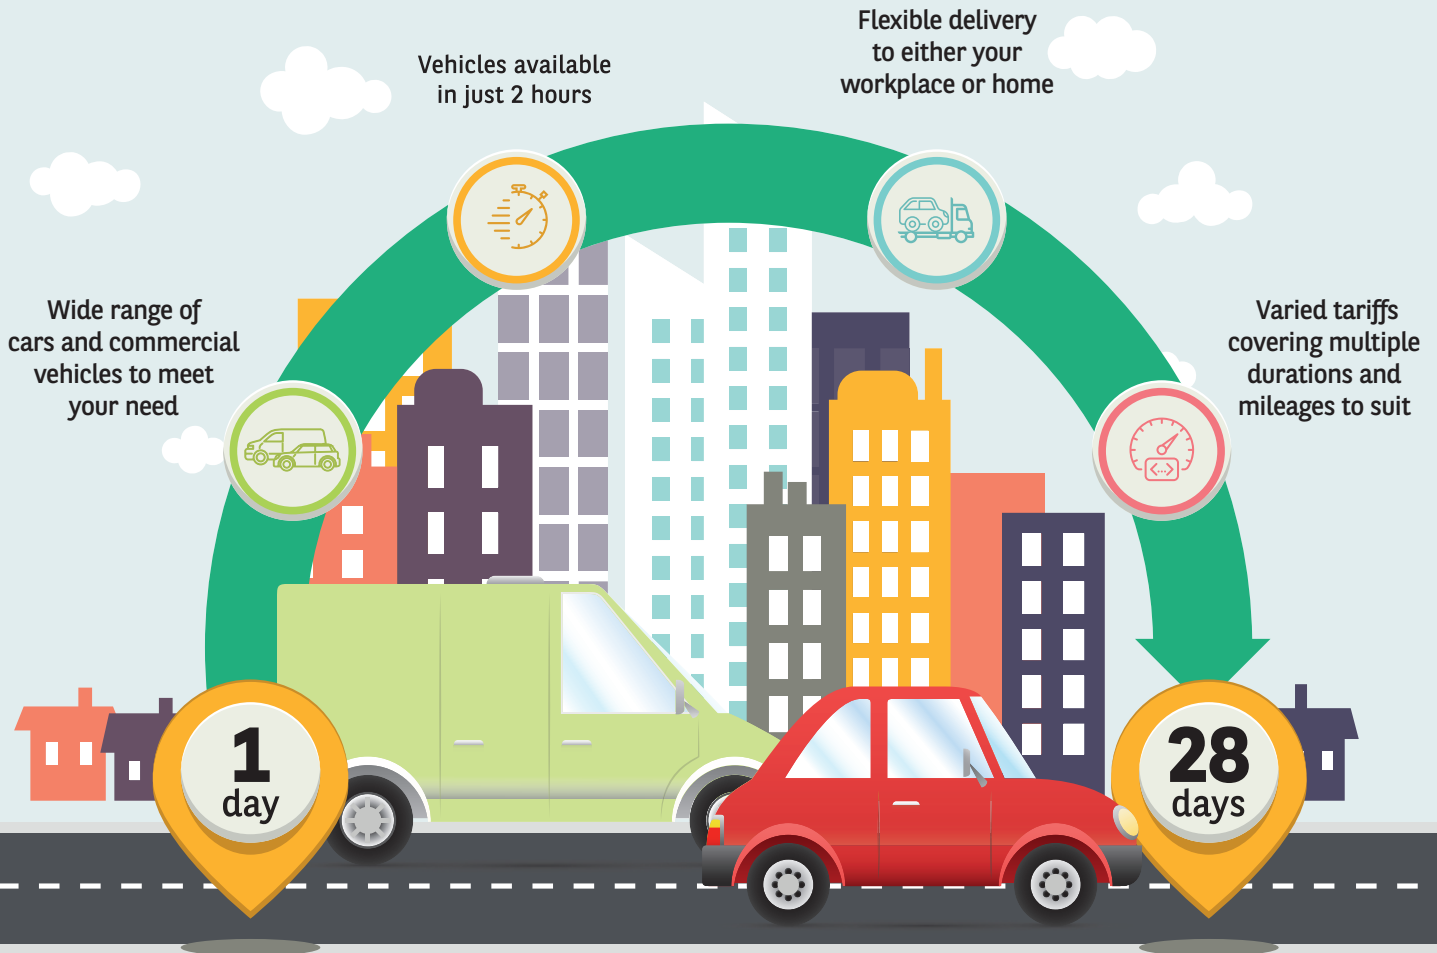 Flexible delivery
to either your
workplace or home
Vehicles available
in just 2 hours
Wide range of
cars and commercial
vehicles to meet
your need
Varied tariffs
covering multiple
durations and
mileages to suit
1
day
28
days